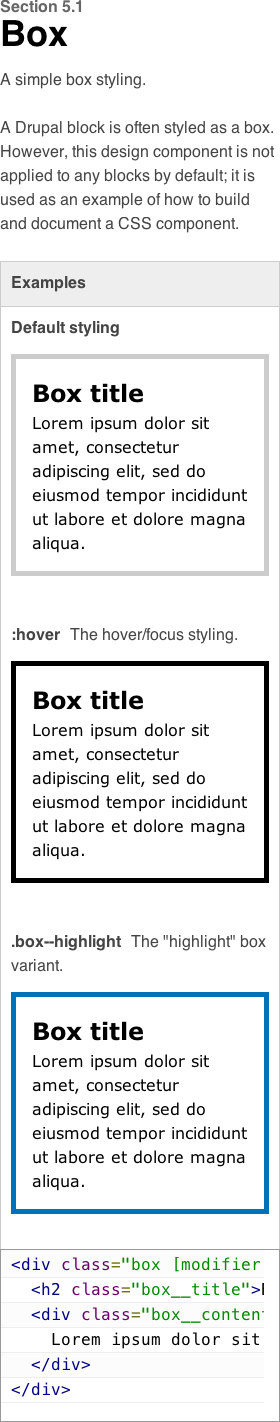 Section 5.1
Box
A simple box styling.
A Drupal block is often styled as a box.
However, this design component is not
applied to any blocks by default; it is
used as an example of how to build
and document a CSS component.
Examples
Default styling
Box title
Lorem ipsum dolor sit
amet, consectetur
adipiscing elit, sed do
eiusmod tempor incididunt
ut labore et dolore magna
aliqua.
:hover The hover/focus styling.
Box title
Lorem ipsum dolor sit
amet, consectetur
adipiscing elit, sed do
eiusmod tempor incididunt
ut labore et dolore magna
aliqua.
.box--highlight The "highlight" box
variant.
Box title
Lorem ipsum dolor sit
amet, consectetur
adipiscing elit, sed do
eiusmod tempor incididunt
ut labore et dolore magna
aliqua.
<div class="box [modifier
<h2 class="box__title">
<div class="box__content
Lorem ipsum dolor sit
</div>
</div>